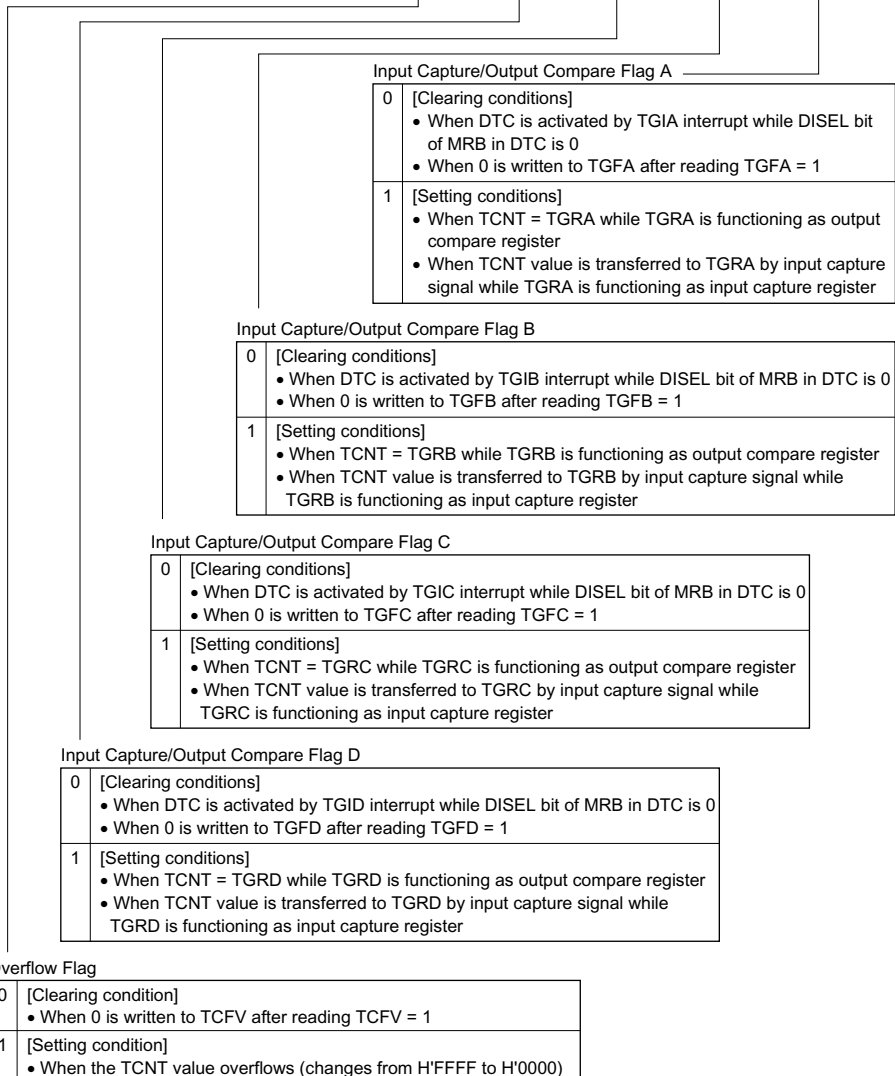 Input Capture/Output Compare Flag A
0 [Clearing conditions]
• When DTC is activated by TGIA interrupt while DISEL bit
of MRB in DTC is 0
• When 0 is written to TGFA after reading TGFA = 1
1 [Setting conditions]
• When TCNT = TGRA while TGRA is functioning as output
compare register
• When TCNT value is transferred to TGRA by input capture
signal while TGRA is functioning as input capture register
Input Capture/Output Compare Flag B
0 [Clearing conditions]
• When DTC is activated by TGIB interrupt while DISEL bit of MRB in DTC is 0
• When 0 is written to TGFB after reading TGFB = 1
1 [Setting conditions]
• When TCNT = TGRB while TGRB is functioning as output compare register
• When TCNT value is transferred to TGRB by input capture signal while
TGRB is functioning as input capture register
Input Capture/Output Compare Flag C
0 [Clearing conditions]
• When DTC is activated by TGIC interrupt while DISEL bit of MRB in DTC is 0
• When 0 is written to TGFC after reading TGFC = 1
1 [Setting conditions]
• When TCNT = TGRC while TGRC is functioning as output compare register
• When TCNT value is transferred to TGRC by input capture signal while
TGRC is functioning as input capture register
Input Capture/Output Compare Flag D
0 [Clearing conditions]
• When DTC is activated by TGID interrupt while DISEL bit of MRB in DTC is 0
• When 0 is written to TGFD after reading TGFD = 1
1 [Setting conditions]
• When TCNT = TGRD while TGRD is functioning as output compare register
• When TCNT value is transferred to TGRD by input capture signal while
TGRD is functioning as input capture register
Flag
[Clearing condition]
• When 0 is written to TCFV after reading TCFV = 1
[Setting condition]
• When the TCNT value overflows (changes from H'FFFF to H'0000)